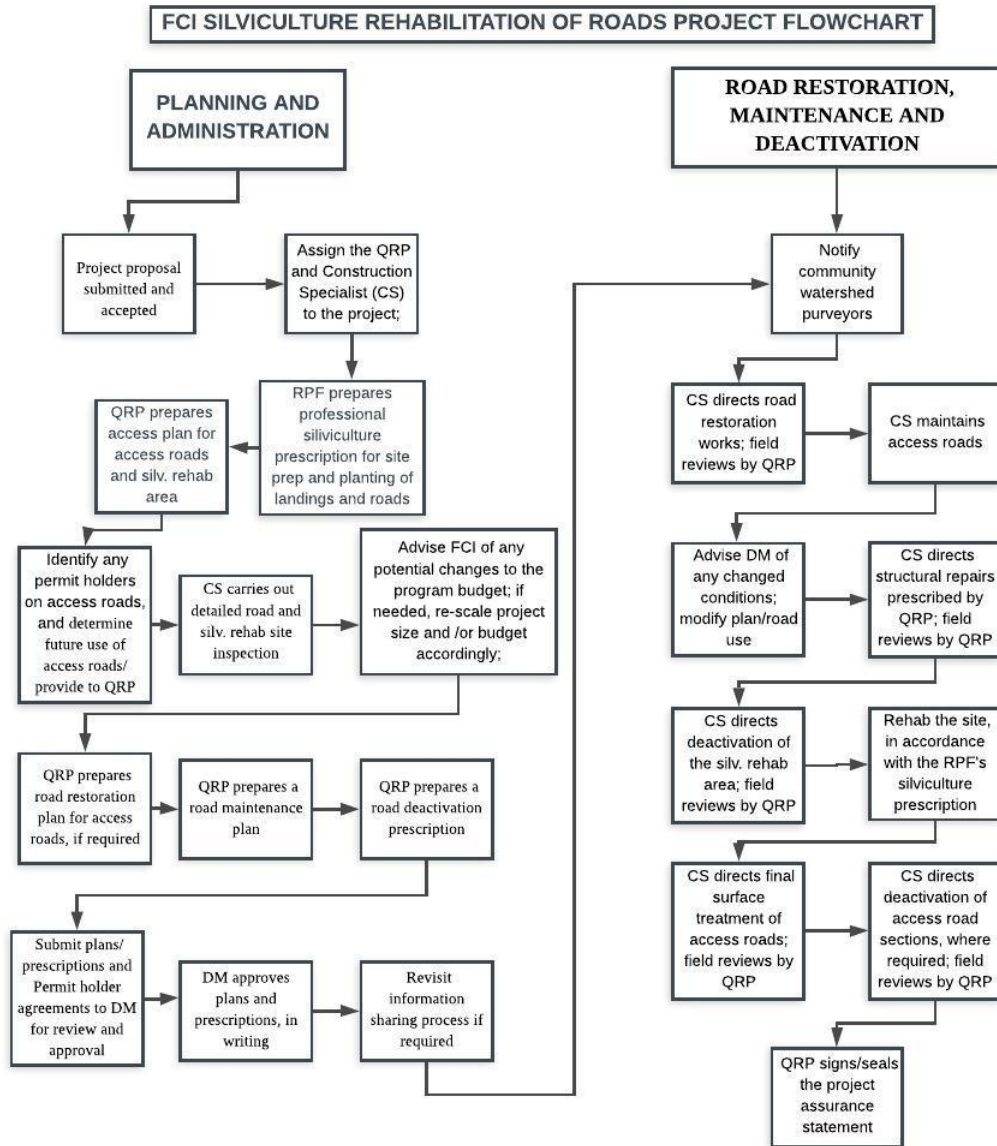 FCI SILVICULTURE REHABILITATION OF ROADS PROJECT FLOWCHART
PLANNING AND
ADMINISTRATION
Project proposal
submitted and
accepted
Assign the QRP
and Construction
Specialist (CS)
to the project;
RPF prepares
professional
siliviculture
prescription for site
prep and planting of
landings and roads
QRP prepares
access plan for
access roads
and silv. rehab
area
Identify any
permit holders
on access roads,
and determine
future use of
access roads/
provide to QRP
CS carries out
detailed road and
silv. rehab site
inspection
Advise FCI of any
potential changes to the
program budget; if
needed, re-scale project
size and /or budget
accordingly;
QRP prepares
road restoration
plan for access
roads, if required
QRP prepares a
road maintenance
plan
QRP prepares a
road deactivation
prescription
Submit plans/
prescriptions and
Permit holder
agreements to DM
for review and
approval
DM approves
plans and
prescriptions, in
writing
Revisit
information
sharing process if
required
ROAD RESTORATION,
MAINTENANCE AND
DEACTIVATION
Notify
community
watershed
purveyors
CS directs road
restoration
works; field
reviews by QRP
CS maintains
access roads
Advise DM of
any changed
conditions;
modify plan/road
use
CS directs
structural repairs
prescribed by
QRP; field
reviews by QRP
CS directs
deactivation of
the silv. rehab
area; field
reviews by QRP
Rehab the site,
in accordance
with the RPF's
silviculture
prescription
CS directs final
surface
treatment of
access roads;
field reviews by
QRP
CS directs
deactivation of
access road
sections, where
required; field
reviews by QRP
QRP signs/seals
the project
assurance
statement